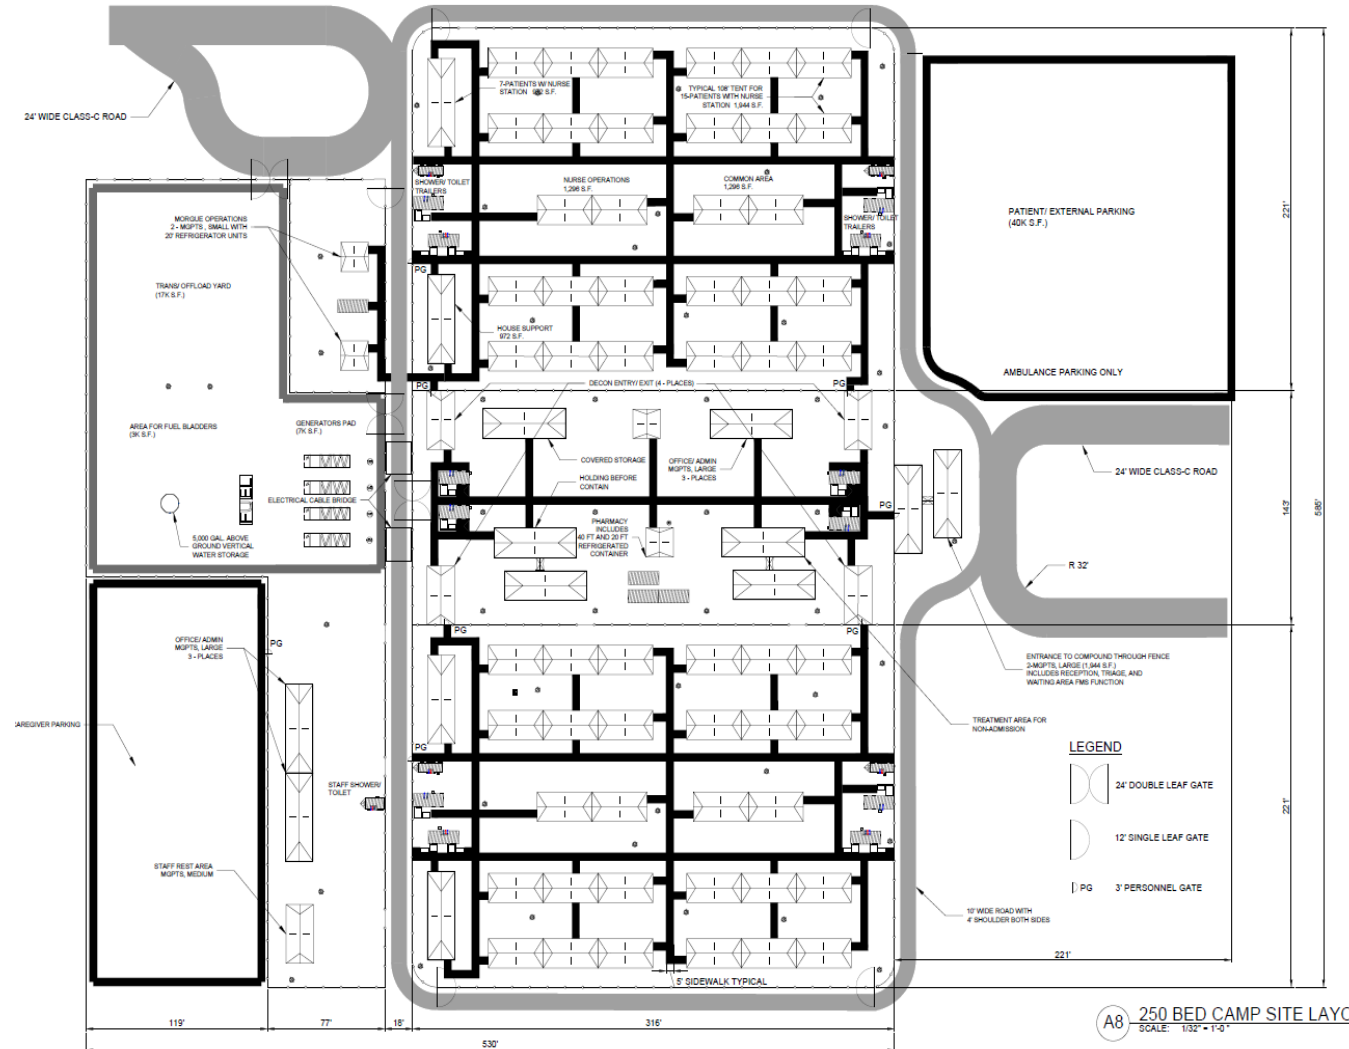 24' WIDE CLASS-C ROAD
7-PATIENTS W/ NURSE
STATION 972 S.F.
TYPICAL 108' TENT FOR
15-PATIENTS WITH NURSE
STATION 1,944 S.F.
SHOWER/ TOILET
TRAILERS
NURSE OPERATIONS
1,296 S.F.
COMMON AREA
1,296 S.F.
SHOWER/ TOILET
TRAILERS
PATIENT/ EXTERNAL PARKING
(40K S.F.)
221'
MORGUE OPERATIONS
2 - MGPTS , SMALL WITH
20' REFRIGERATOR UNITS
PG
TRANS/ OFFLOAD YARD
(17K S.F.)
HOUSE SUPPORT
972 S.F.
AMBULANCE PARKING ONLY
PG
DECON ENTRY/ EXIT (4 - PLACES)
PG
AREA FOR FUEL BLADDERS
(3K S.F.)
GENERATORS PAD
(7K S.F.)
COVERED STORAGE
OFFICE/ ADMIN
MGPTS, LARGE
3 - PLACES
24' WIDE CLASS-C ROAD
HOLDING BEFORE
CONTAIN
FUEL
ELECTRICAL CABLE BRIDGE
PG
143'
585'
5,000 GAL. ABOVE
GROUND VERTICAL
WATER STORAGE
PHARMACY
INCLUDES
40 FT AND 20 FT
REFRIGERATED
CONTAINER
R 32'
PG
PG
OFFICE/ ADMIN
MGPTS, LARGE
3 - PLACES
PG
ENTRANCE TO COMPOUND THROUGH FENCE
2-MGPTS, LARGE (1,944 S.F.)
INCLUDES RECEPTION, TRIAGE, AND
WAITING AREA FMS FUNCTION
AREGIVER PARKING
TREATMENT AREA FOR
NON-ADMISSION
PG
LEGEND
24' DOUBLE LEAF GATE
STAFF SHOWER/
TOILET
221'
12' SINGLE LEAF GATE
STAFF REST AREA
MGPTS, MEDIUM
PG 3' PERSONNEL GATE
10' WIDE ROAD WITH
4' SHOULDER BOTH SIDES
221'
5' SIDEWALK TYPICAL
119'
77'
18'
316'
530'
A8
250 BED CAMP SITE LAYO
SCALE: 1/32" = 1'-0"